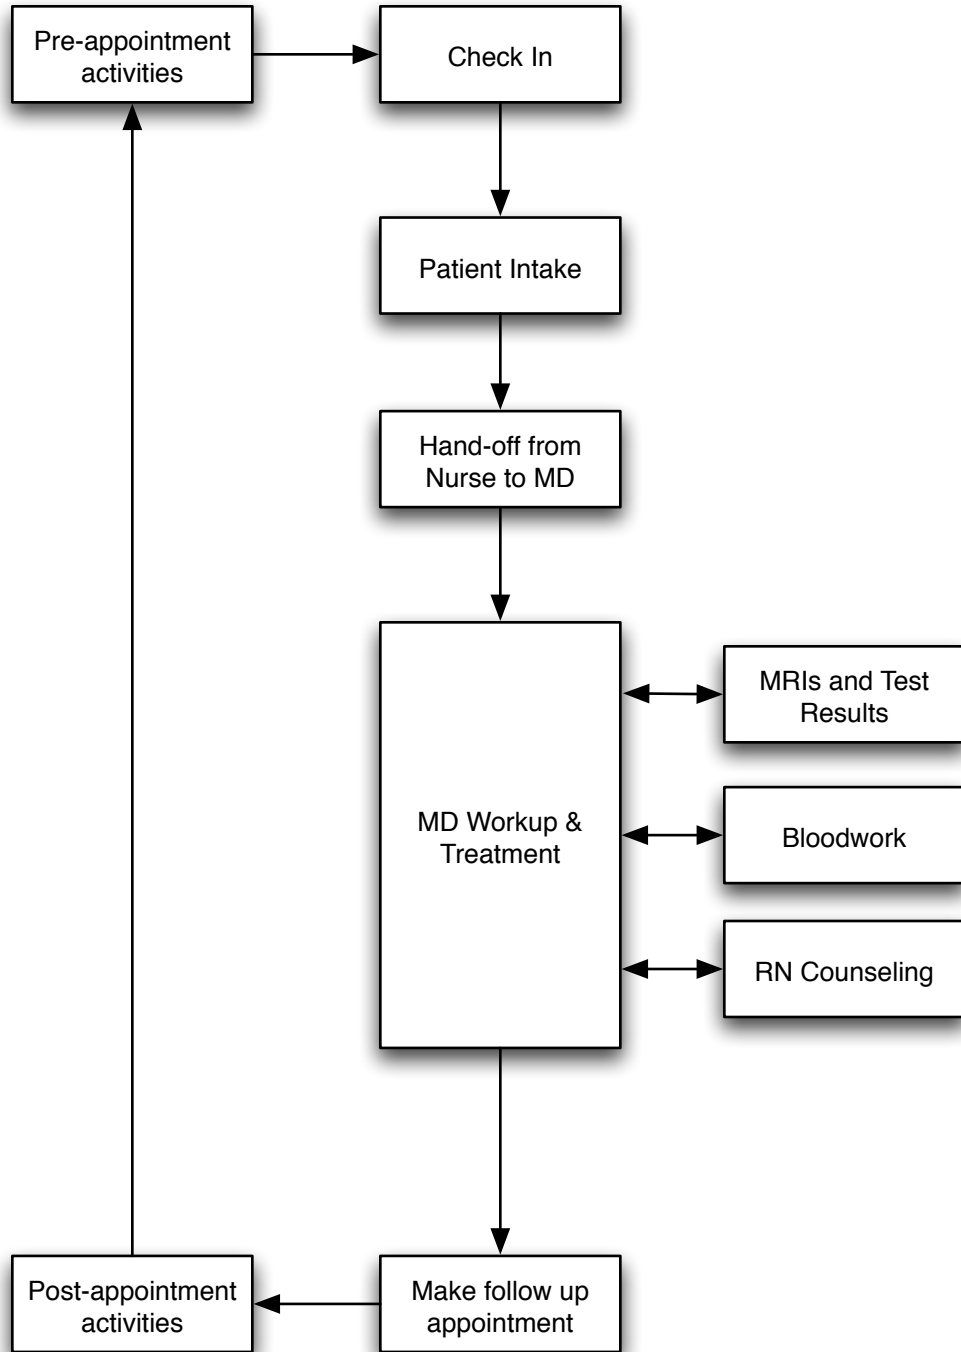 Pre-appointment
activities
Check In
Patient Intake
Hand-off from
Nurse to MD
MD Workup &
Treatment
MRIs and Test
Results
Bloodwork
RN Counseling
Make follow up
appointment
Post-appointment
activities